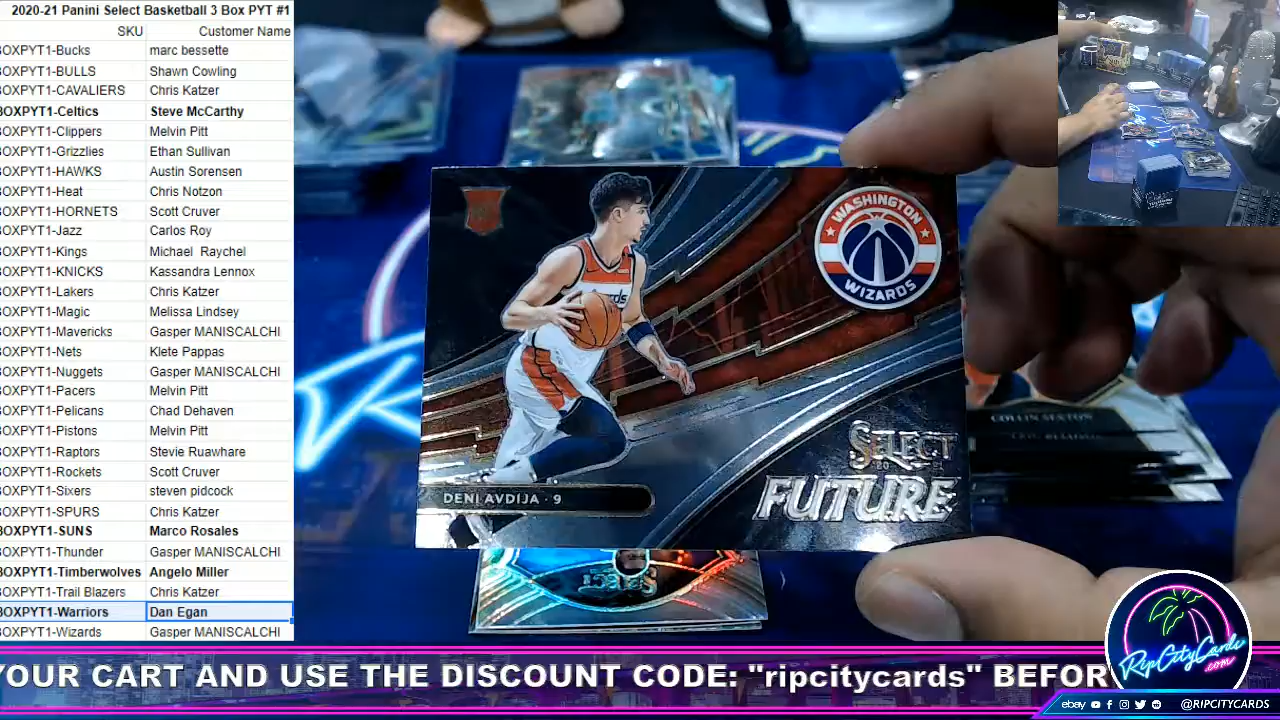 2020-21 Panini Select Basketball 3 Box PYT #1
SKU Customer Name
BOXPYT1-Bucks marc bessette
BOXPYT1-BULLS Shawn Cowling
BOXPYT1-CAVALIERS Chris Katzer
BOXPYT1-Celtics Steve McCarthy
BOXPYT1-Clippers Melvin Pitt
BOXPYT1-Grizzlies Ethan Sullivan
BOXPYT1-HAWKS Austin Sorensen
BOXPYT1-Heat Chris Notzon
BOXPYT1-HORNETS Scott Cruver
BOXPYT1-Jazz Carlos Roy
BOXPYT1-Kings Michael Raychel
BOXPYT1-KNICKS Kassandra Lennox
BOXPYT1-Lakers Chris Katzer
BOXPYT1-Magic Melissa Lindsey
BOXPYT1-Mavericks Gasper MANISCALCHI
BOXPYT1-Nets Klete Pappas
BOXPYT1-Nuggets Gasper MANISCALCHI
BOXPYT1-Pacers Melvin Pitt
BOXPYT1-Pelicans Chad Dehaven
BOXPYT1-Pistons Melvin Pitt
BOXPYT1-Raptors Stevie Ruawhare
BOXPYT1-Rockets Scott Cruver
BOXPYT1-Sixers steven pidcock
BOXPYT1-SPURS Chris Katzer
BOXPYT1-SUNS Marco Rosales
BOXPYT1-Thunder Gasper MANISCALCHI
BOXPYT1-Timberwolves Angelo Miller
BOXPYT1-Trail Blazers Chris Katzer
BOXPYT1-Warriors Dan Egan
BOXPYT1-Wizards Gasper MANISCALCHI
WASHINGTON
WIZARDS
SELECT
FUTURE
DENI AVDIJA · 9
COLLIN SEXTON
SELECT
YOUR CART AND USE THE DISCOUNT CODE: "ripcitycards" BEFOR
RipCityCards
.com
ebay @RIPCITYCARDS